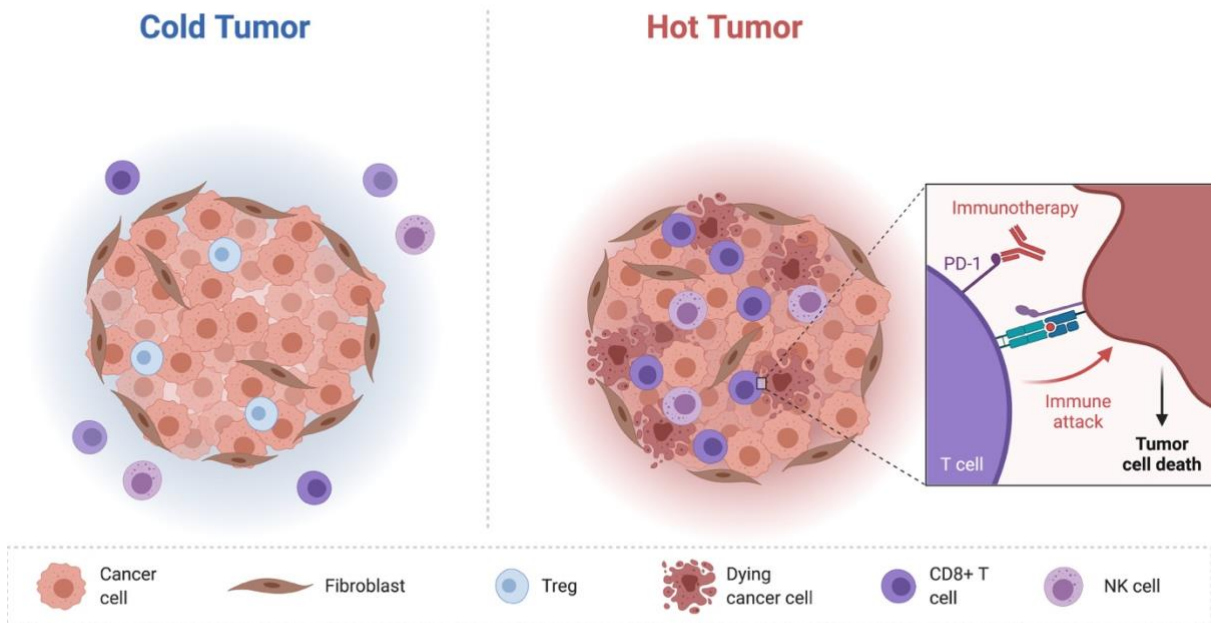 Cold Tumor
Hot Tumor
Immunotherapy
PD-1
Immune
attack
T cell
Tumor
cell death
Cancer
cell
Fibroblast
Treg
Dying
cancer cell
CD8+ T
cell
NK cell